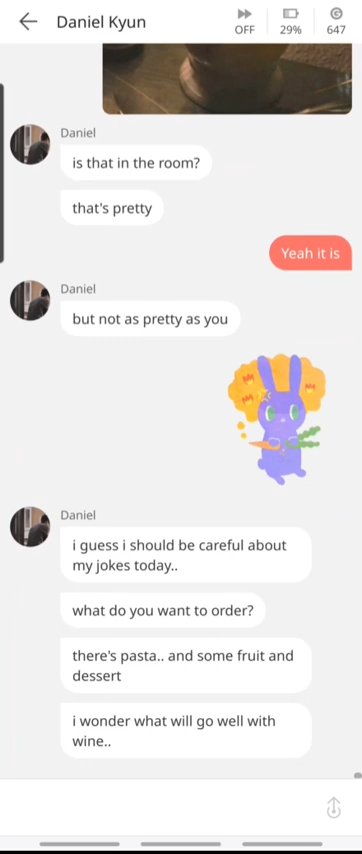 Daniel Kyun
OFF
29%
647
Daniel
is that in the room?
that's pretty
Yeah it is
Daniel
but not as pretty as you
Daniel
i guess i should be careful about
my jokes today..
what do you want to order?
there's pasta.. and some fruit and
dessert
i wonder what will go well with
wine..